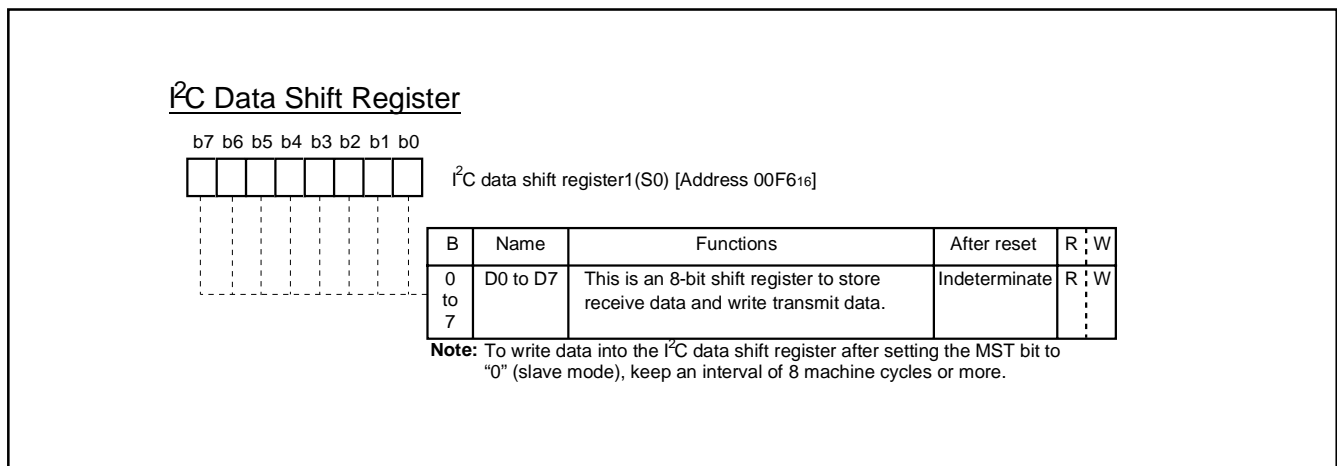 I²C Data Shift Register
b7 b6 b5 b4 b3 b2 b1 b0
I²C data shift register1(S0) [Address 00F6₁₆]
B Name Functions After reset R W
0 to 7 D0 to D7 This is an 8-bit shift register to store Indeterminate R W
receive data and write transmit data.
Note: To write data into the I²C data shift register after setting the MST bit to
“0” (slave mode), keep an interval of 8 machine cycles or more.